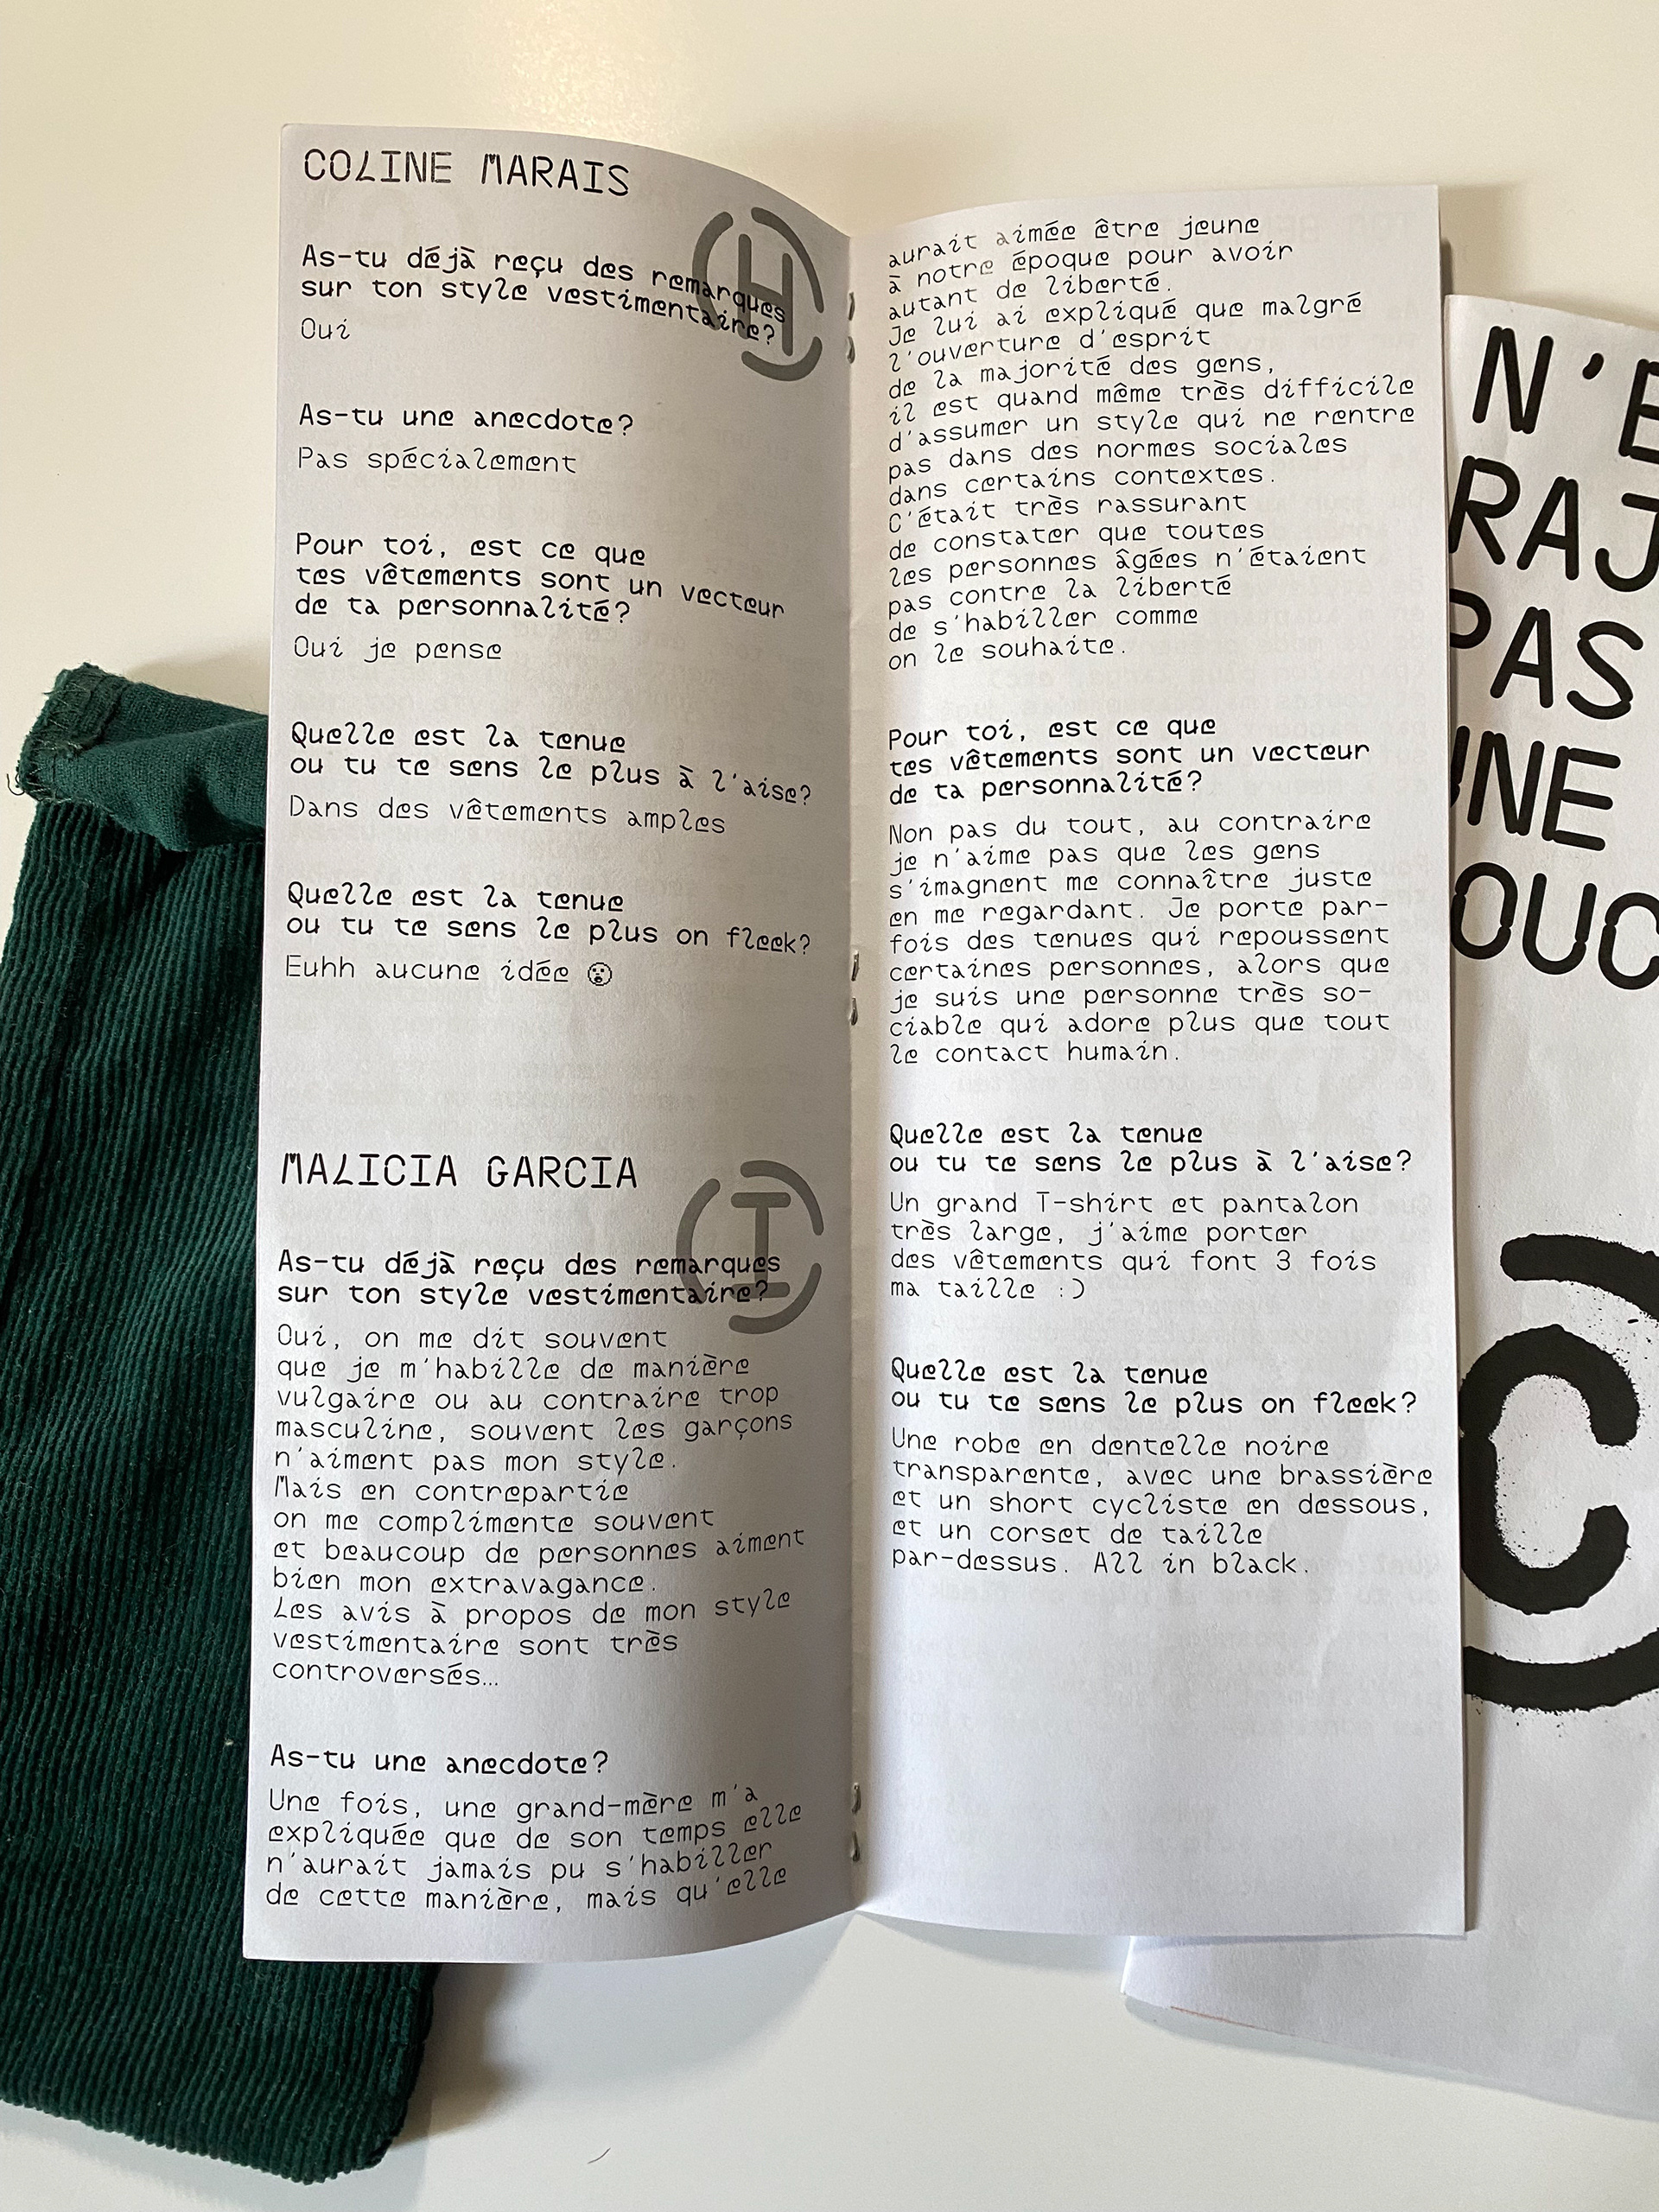 COLINE MARAIS
H
As-tu déjà reçu des remarques
sur ton style vestimentaire?
Oui
As-tu une anecdote?
Pas spécialement
Pour toi, est ce que
tes vêtements sont un vecteur
de ta personnalité?
Oui je pense
Quelle est la tenue
ou tu te sens le plus à l'aise?
Dans des vêtements amples
Quelle est la tenue
ou tu te sens le plus on fleek?
Euhh aucune idée 😮
MALICIA GARCIA
I
As-tu déjà reçu des remarques
sur ton style vestimentaire?
Oui, on me dit souvent
que je m'habille de manière
vulgaire ou au contraire trop
masculine, souvent les garçons
n'aiment pas mon style.
Mais en contrepartie
on me complimente souvent
et beaucoup de personnes aiment
bien mon extravagance.
Les avis à propos de mon style
vestimentaire sont très
controversés…
As-tu une anecdote?
Une fois, une grand-mère m'a
expliquée que de son temps elle
n'aurait jamais pu s'habiller
de cette manière, mais qu'elle
aurait aimée être jeune
à notre époque pour avoir
autant de liberté.
Je lui ai expliqué que malgré
l'ouverture d'esprit
de la majorité des gens,
il est quand même très difficile
d'assumer un style qui ne rentre
pas dans des normes sociales
dans certains contextes.
C'était très rassurant
de constater que toutes
les personnes âgées n'étaient
pas contre la liberté
de s'habiller comme
on le souhaite.
Pour toi, est ce que
tes vêtements sont un vecteur
de ta personnalité?
Non pas du tout, au contraire
je n'aime pas que les gens
s'imagnent me connaître juste
en me regardant. Je porte par-
fois des tenues qui repoussent
certaines personnes, alors que
je suis une personne très so-
ciable qui adore plus que tout
le contact humain.
Quelle est la tenue
ou tu te sens le plus à l'aise?
Un grand T-shirt et pantalon
très large, j'aime porter
des vêtements qui font 3 fois
ma taille :)
Quelle est la tenue
ou tu te sens le plus on fleek?
Une robe en dentelle noire
transparente, avec une brassière
et un short cycliste en dessous,
et un corset de taille
par-dessus. All in black.
N'E
RAJ
PAS
UNE
OUC
C